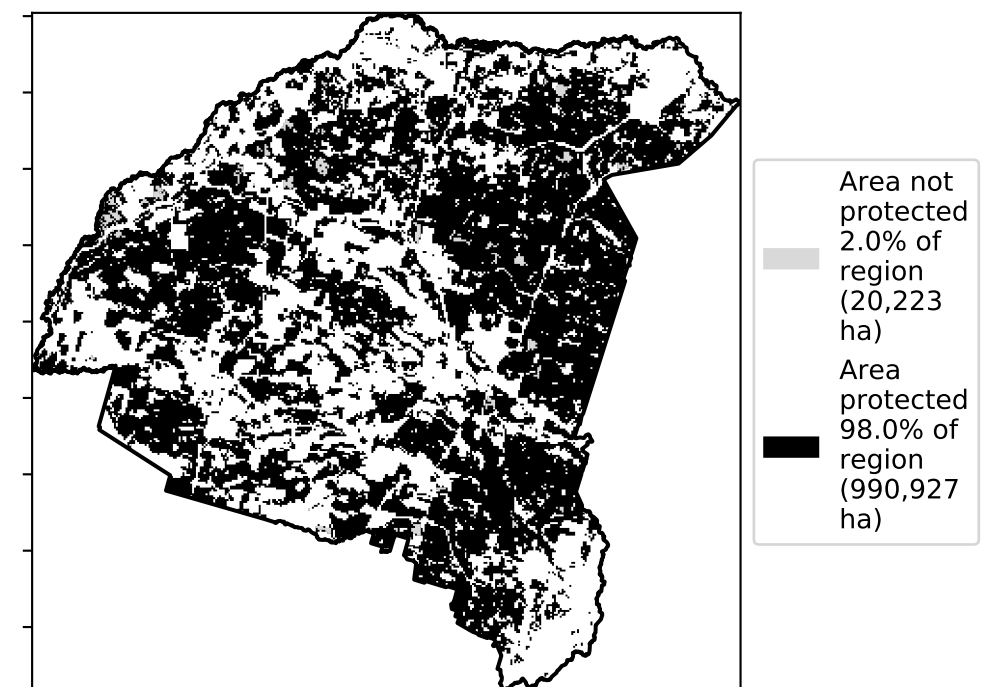 Area not
protected
2.0% of
region
(20,223
ha)
Area
protected
98.0% of
region
(990,927
ha)